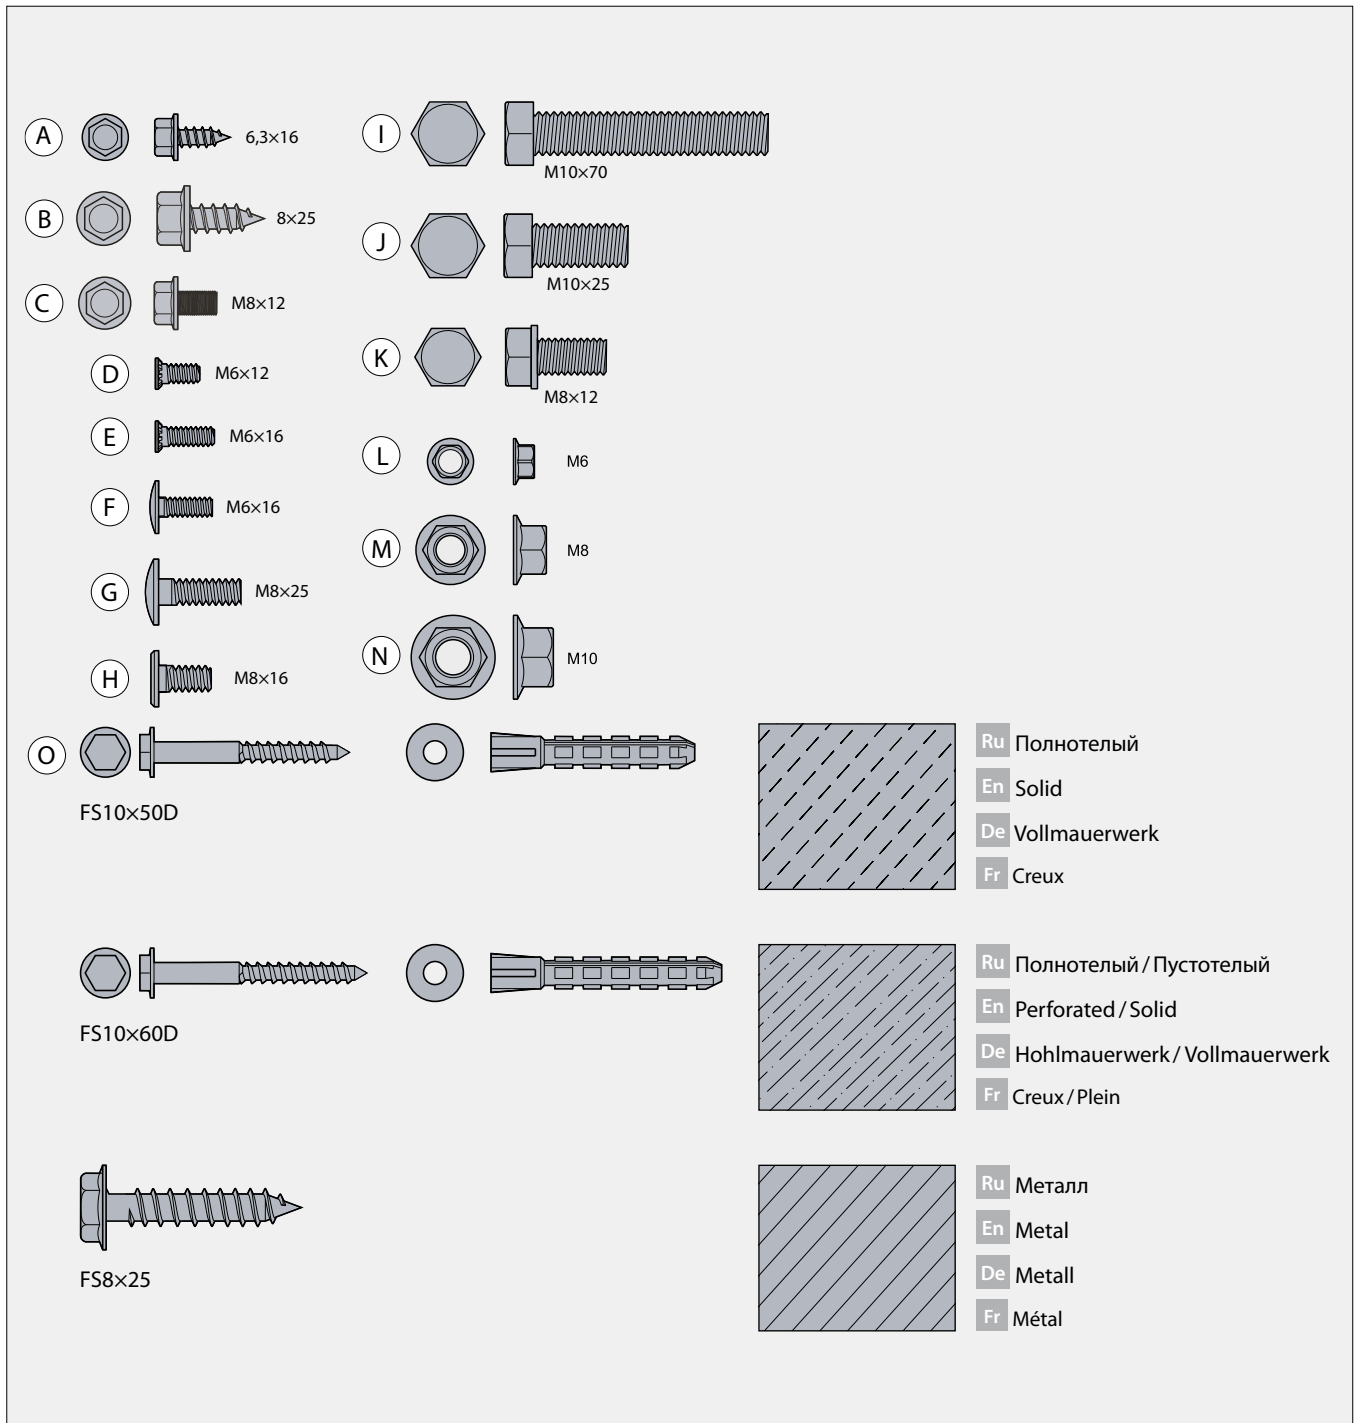 A 6,3×16
B 8×25
C M8×12
D M6×12
E M6×16
F M6×16
G M8×25
H M8×16
I M10×70
J M10×25
K M8×12
L M6
M M8
N M10
O
FS10×50D
Ru Полнотелый
En Solid
De Vollmauerwerk
Fr Creux
FS10×60D
Ru Полнотелый / Пустотелый
En Perforated / Solid
De Hohlmauerwerk / Vollmauerwerk
Fr Creux / Plein
FS8×25
Ru Металл
En Metal
De Metall
Fr Métal